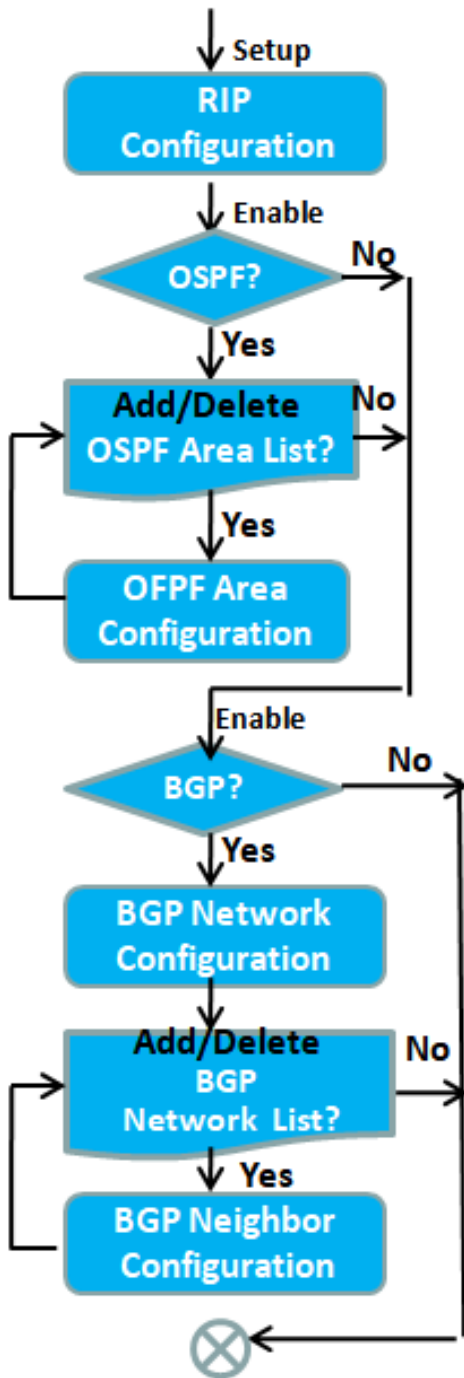 Setup
RIP
Configuration
Enable
OSPF?
No
Yes
Add/Delete
No
OSPF Area List?
Yes
OFPF Area
Configuration
Enable
BGP?
No
Yes
BGP Network
Configuration
Add/Delete
No
BGP
Network List?
Yes
BGP Neighbor
Configuration